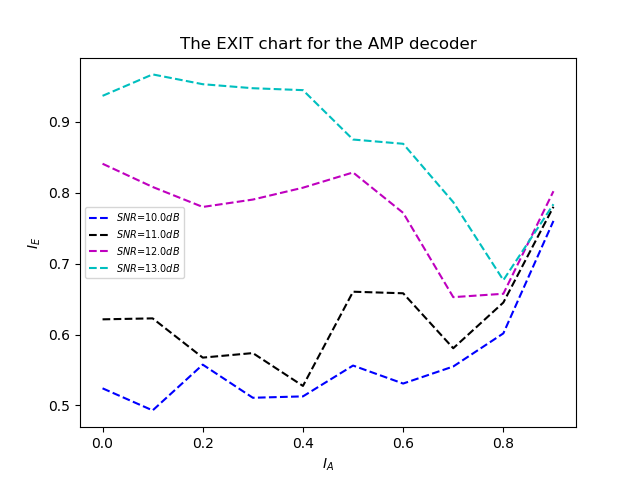 The EXIT chart for the AMP decoder
I_E
0.9
0.8
0.7
0.6
0.5
SNR=10.0dB
SNR=11.0dB
SNR=12.0dB
SNR=13.0dB
0.0 0.2 0.4 0.6 0.8
I_A